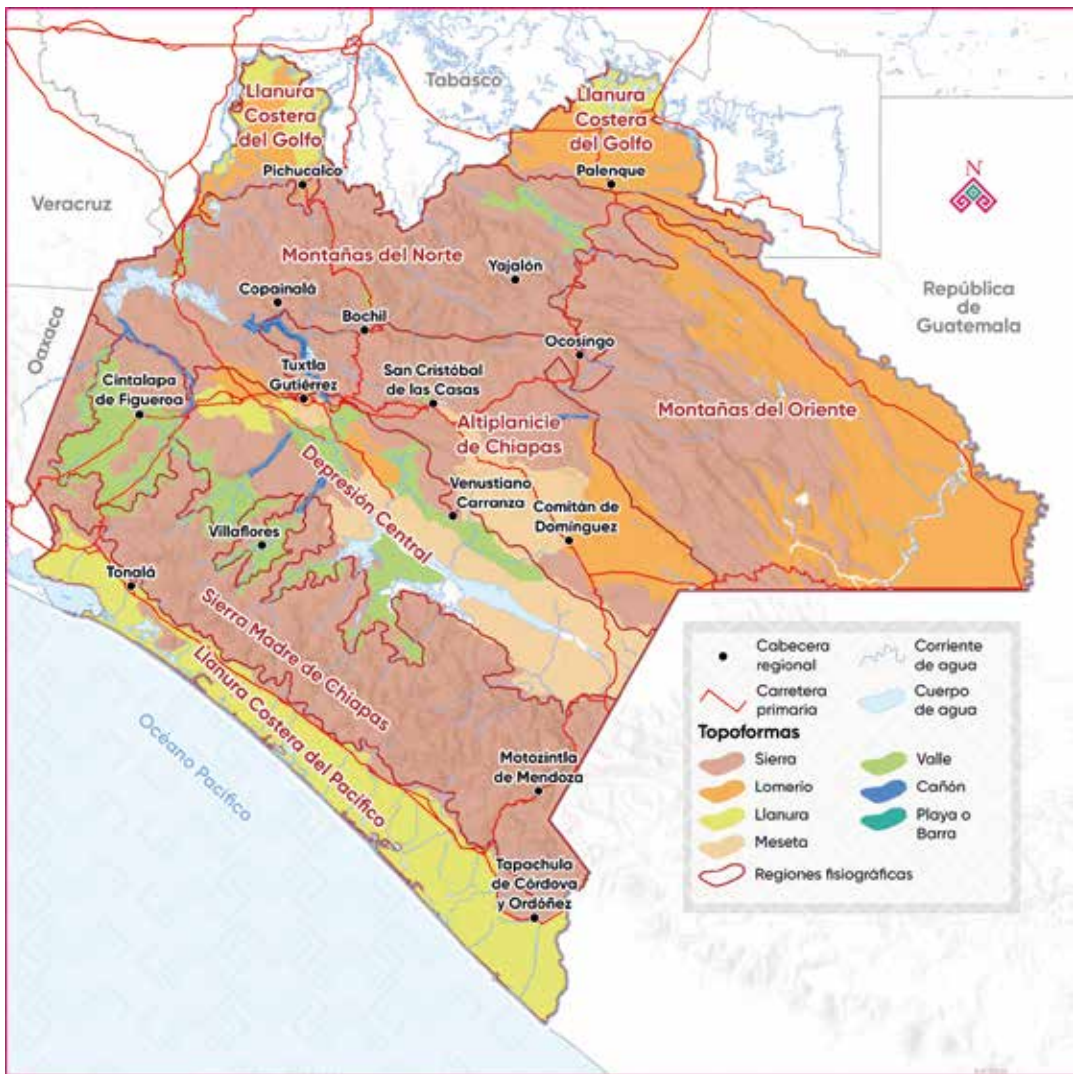 Tabasco
Llanura
Costera
del Golfo
Llanura
Costera
del Golfo
Pichucalco
Palenque
N
Veracruz
Montañas del Norte
Yajalón
República
de
Guatemala
Oaxaca
Copainalá
Bochil
Ocosingo
Tuxtla
Gutiérrez
San Cristóbal
de las Casas
Cintalapa
de Figueroa
Montañas del Oriente
Altiplanicie
de Chiapas
Depresión Central
Venustiano
Carranza
Comitán de
Domínguez
Villaflores
Tonalá
Sierra Madre de Chiapas
Llanura Costera del Pacífico
Océano Pacífico
Motozintla
de Mendoza
Tapachula
de Córdova
y Ordóñez
Cabecera
regional
Corriente
de agua
Carretera
primaria
Cuerpo
de agua
Topoformas
Sierra
Valle
Lomerío
Cañón
Llanura
Playa o
Barra
Meseta
Regiones fisiográficas